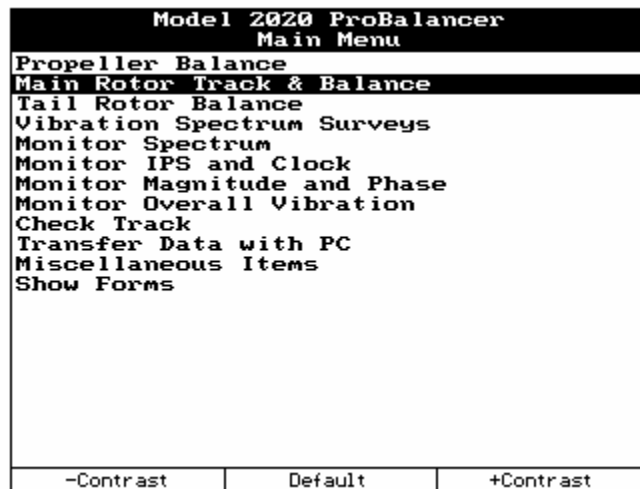 Model 2020 ProBalancer
Main Menu
Propeller Balance
Main Rotor Track & Balance
Tail Rotor Balance
Vibration Spectrum Surveys
Monitor Spectrum
Monitor IPS and Clock
Monitor Magnitude and Phase
Monitor Overall Vibration
Check Track
Transfer Data with PC
Miscellaneous Items
Show Forms
-Contrast Default +Contrast